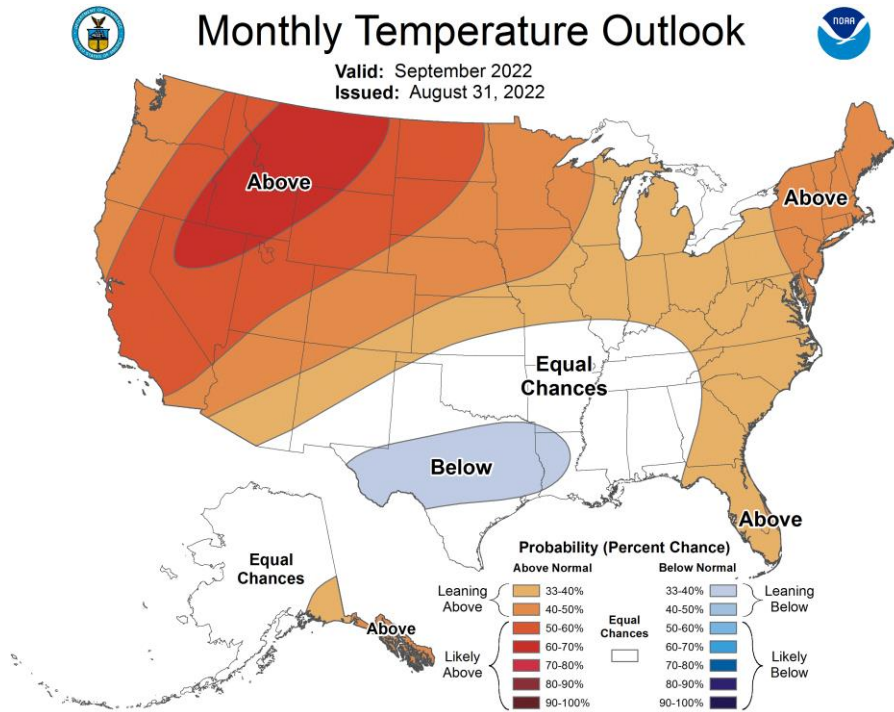 Monthly Temperature Outlook
NOAA
Valid: September 2022
Issued: August 31, 2022
Above
Above
Equal
Chances
Below
Above
Equal
Chances
Above
Probability (Percent Chance)
Above Normal
Below Normal
Leaning
Above
33-40%
40-50%
Likely
Above
50-60%
60-70%
70-80%
80-90%
90-100%
Equal
Chances
33-40%
40-50%
Leaning
Below
50-60%
60-70%
70-80%
80-90%
90-100%
Likely
Below